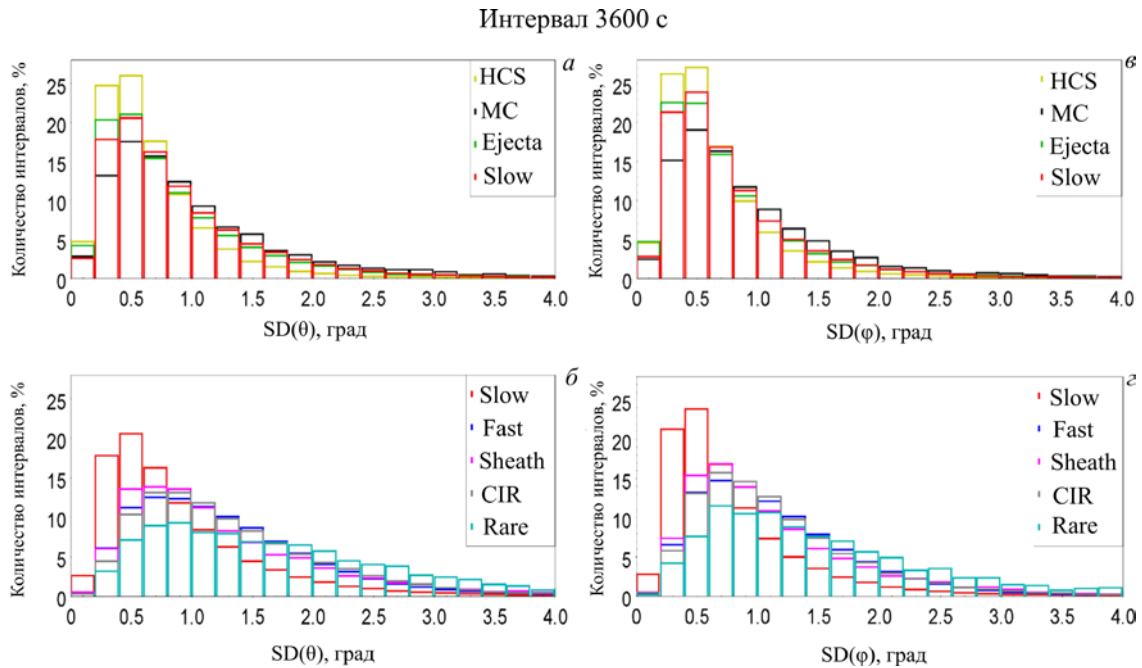 Интервал 3600 с
а
Количество интервалов, %
25
20
15
10
5
0
HCS
MC
Ejecta
Slow
0 0.5 1.0 1.5 2.0 2.5 3.0 3.5 4.0
SD(θ), град
в
Количество интервалов, %
25
20
15
10
5
0
HCS
MC
Ejecta
Slow
0 0.5 1.0 1.5 2.0 2.5 3.0 3.5 4.0
SD(φ), град
б
Количество интервалов, %
25
20
15
10
5
0
Slow
Fast
Sheath
CIR
Rare
0 0.5 1.0 1.5 2.0 2.5 3.0 3.5 4.0
SD(θ), град
г
Количество интервалов, %
25
20
15
10
5
0
Slow
Fast
Sheath
CIR
Rare
0 0.5 1.0 1.5 2.0 2.5 3.0 3.5 4.0
SD(φ), град